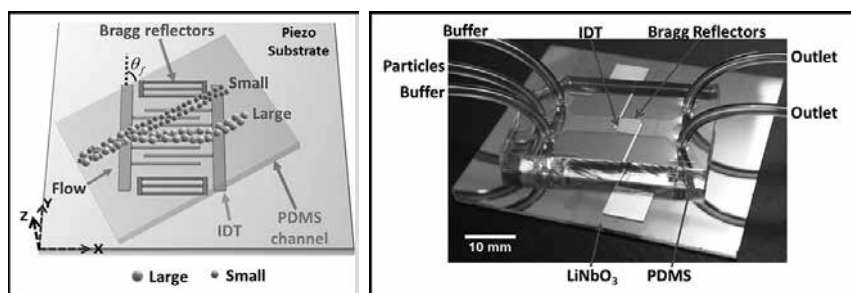 Bragg reflectors
Piezo
Substrate
θf
Small
Large
Flow
Z
Y
X
IDT
PDMS
channel
Large
Small
Buffer
IDT
Bragg Reflectors
Particles
Outlet
Buffer
Outlet
10 mm
LiNbO3
PDMS